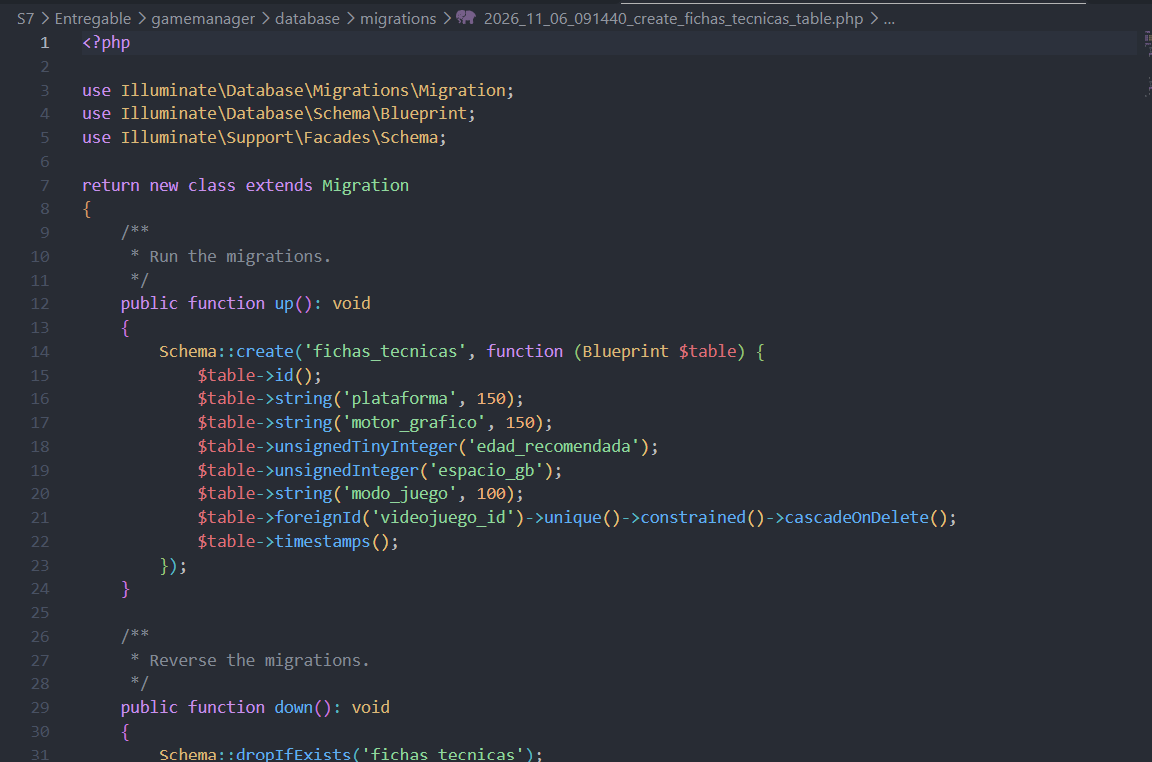 S7 > Entregable > gamemanager > database > migrations > 2026_11_06_091440_create_fichas_tecnicas_table.php > ...
1 <?php
2
3 use Illuminate\Database\Migrations\Migration;
4 use Illuminate\Database\Schema\Blueprint;
5 use Illuminate\Support\Facades\Schema;
6
7 return new class extends Migration
8 {
9     /**
10      * Run the migrations.
11      */
12     public function up(): void
13     {
14         Schema::create('fichas_tecnicas', function (Blueprint $table) {
15             $table->id();
16             $table->string('plataforma', 150);
17             $table->string('motor_grafico', 150);
18             $table->unsignedTinyInteger('edad_recomendada');
19             $table->unsignedInteger('espacio_gb');
20             $table->string('modo_juego', 100);
21             $table->foreignId('videojuego_id')->unique()->constrained()->cascadeOnDelete();
22             $table->timestamps();
23         });
24     }
25
26     /**
27      * Reverse the migrations.
28      */
29     public function down(): void
30     {
31         Schema::dropIfExists('fichas_tecnicas');